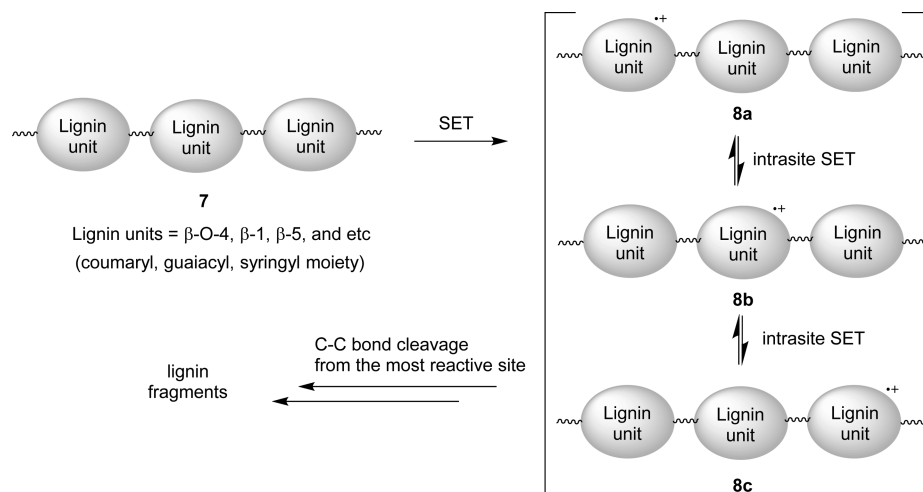 Lignin
unit
Lignin
unit
Lignin
unit
7
Lignin units = β-O-4, β-1, β-5, and etc
(coumaryl, guaiacyl, syringyl moiety)
SET
•+
Lignin
unit
Lignin
unit
Lignin
unit
8a
intrasite SET
•+
Lignin
unit
Lignin
unit
Lignin
unit
8b
intrasite SET
•+
Lignin
unit
Lignin
unit
Lignin
unit
8c
C-C bond cleavage
from the most reactive site
lignin
fragments